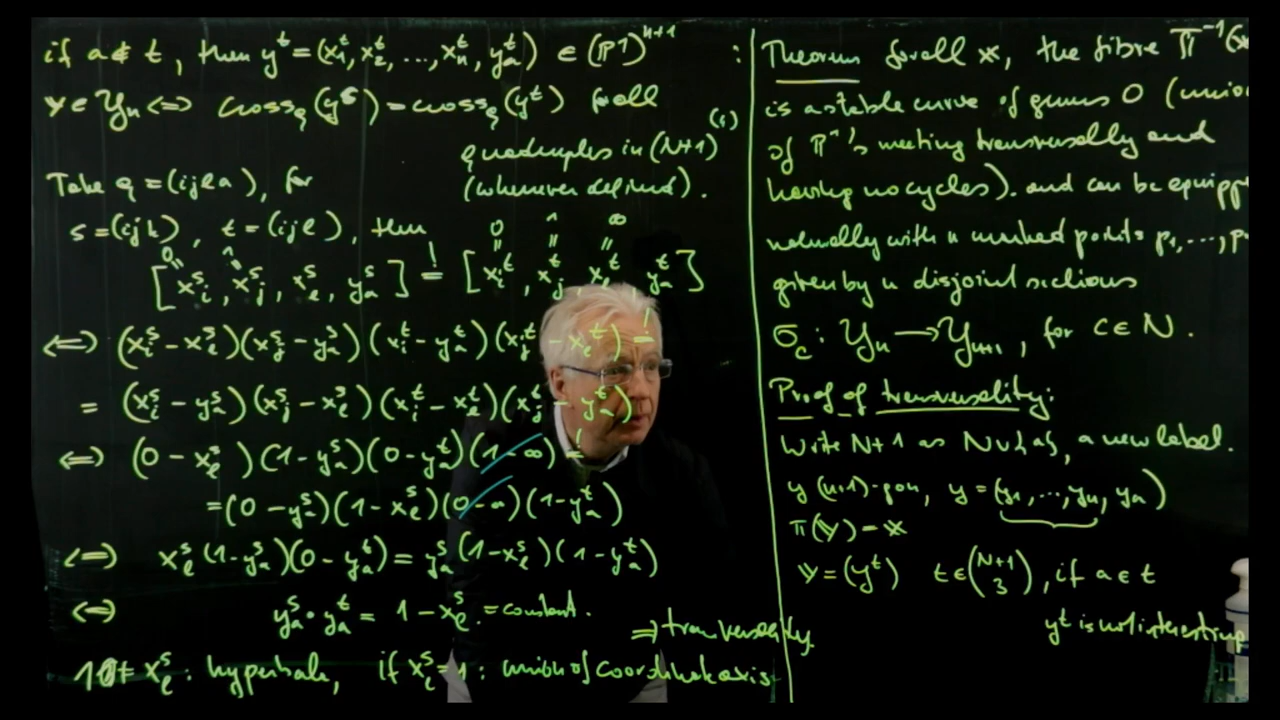 if a ∉ t, then y^t = (x_1^t, x_2^t, ..., x_n^t, y_a^t) ∈ (P^1)^{n+1} :
y ∈ Y_n <=> cross_q(y^s) = cross_q(y^t) for all
quadruples in (N+1)
Take q = (ijla), for (whenever defined).
s = (ijk), t = (ijl), then
0 1 0 1 ∞
[x_i^s, x_j^s, x_l^s, y_a^s] =! [x_i^t, x_j^t, x_l^t, y_a^t]
<=> (x_i^s - x_l^s)(x_j^s - y_a^s)(x_i^t - y_a^t)(x_j^t - x_l^t) =!
= (x_i^s - y_a^s)(x_j^s - x_l^s)(x_i^t - x_l^t)(x_j^t - y_a^t)
<=> (0 - x_l^s)(1 - y_a^s)(0 - y_a^t)(1 - ∞) =!
= (0 - y_a^s)(1 - x_l^s)(0 - ∞)(1 - y_a^t)
<=> x_l^s (1 - y_a^s)(0 - y_a^t) = y_a^s (1 - x_l^s)(1 - y_a^t)
<=> y_a^s · y_a^t = 1 - x_l^s = constant.
=> transversality
1 ≠ x_l^s : hyperbola, if x_l^s = 1 : union of coordinate axis
Theorem for all x, the fibre π^{-1}(x
is a stable curve of genus 0 (unio
of P^1's meeting transversally and
having no cycles). and can be equipp
naturally with n marked points p_1, ..., p
given by n disjoint sections
σ_c : Y_n → Y_{n+1}, for c ∈ N.
Proof of transversality:
Write N+1 as N ∪ {a}, a new label.
y (n+1)-gon, y = (y_1, ..., y_n, y_a)
π(y) = x
y = (y^t) t ∈ (N+1 3), if a ∈ t
y^t is not interesting